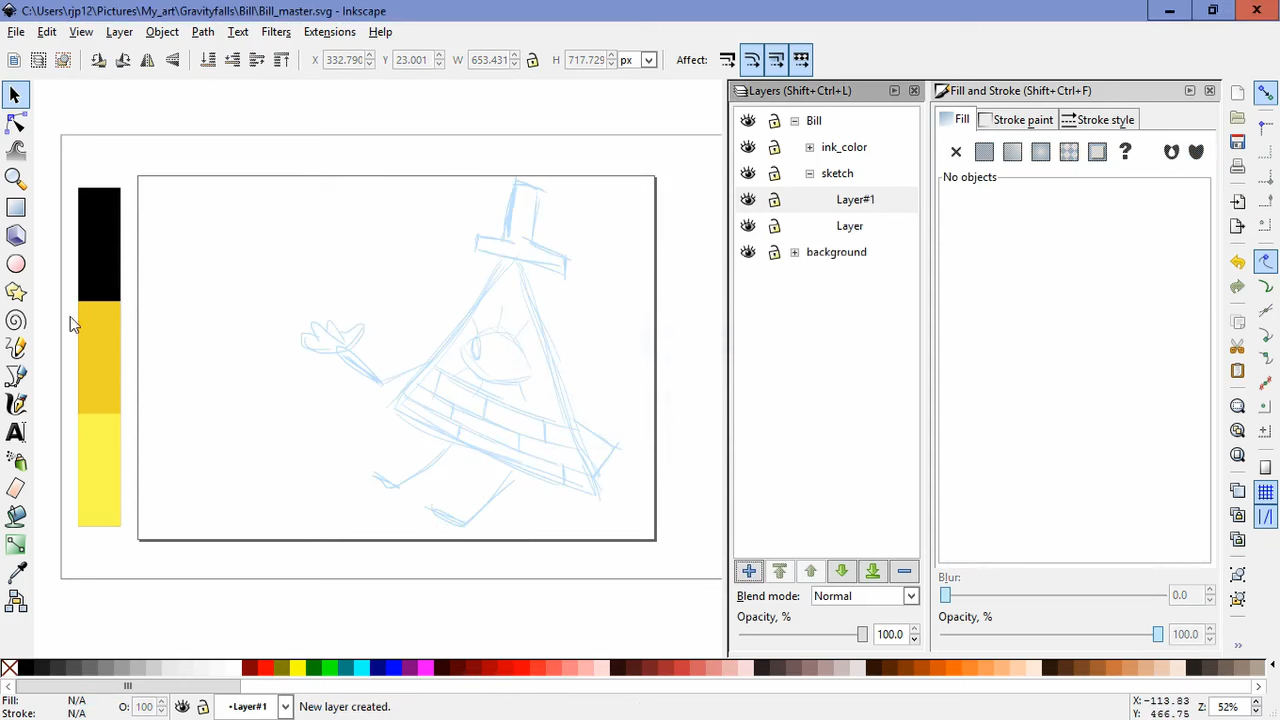 C:\Users\rjp12\Pictures\My_art\Gravityfalls\Bill\Bill_master.svg - Inkscape
File Edit View Layer Object Path Text Filters Extensions Help
X 332.790 Y 23.001 W 653.431 H 717.729 px Affect:
Layers (Shift+Ctrl+L)
Fill and Stroke (Shift+Ctrl+F)
Fill Stroke paint Stroke style
Bill
ink_color
sketch
Layer#1
Layer
background
No objects
Blend mode: Normal
Opacity, %
100.0
Blur:
0.0
Opacity, %
100.0
Fill: N/A
Stroke: N/A
O: 100
•Layer#1
New layer created.
X: -113.83
Y: 466.75
Z: 52%